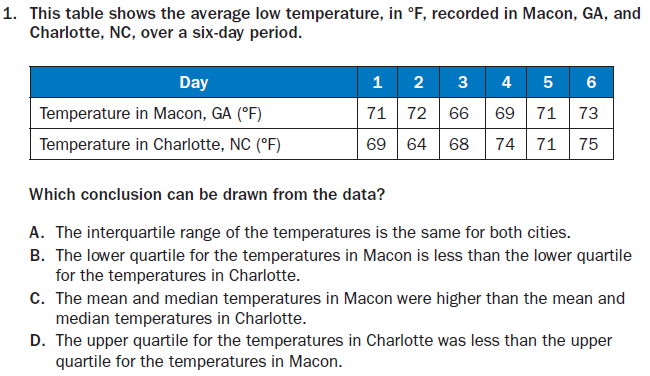 1. This table shows the average low temperature, in °F, recorded in Macon, GA, and
Charlotte, NC, over a six-day period.
Day 1 2 3 4 5 6
Temperature in Macon, GA (°F) 71 72 66 69 71 73
Temperature in Charlotte, NC (°F) 69 64 68 74 71 75
Which conclusion can be drawn from the data?
A. The interquartile range of the temperatures is the same for both cities.
B. The lower quartile for the temperatures in Macon is less than the lower quartile
for the temperatures in Charlotte.
C. The mean and median temperatures in Macon were higher than the mean and
median temperatures in Charlotte.
D. The upper quartile for the temperatures in Charlotte was less than the upper
quartile for the temperatures in Macon.